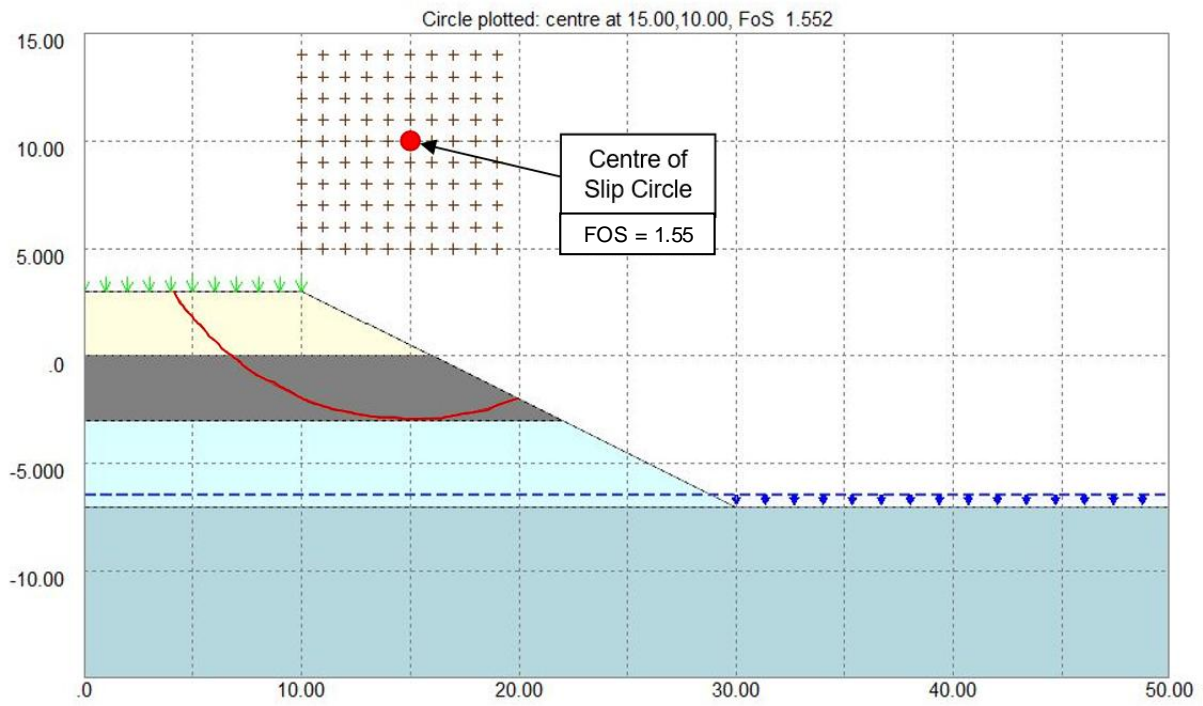 Circle plotted: centre at 15.00,10.00, FoS 1.552
15.00
10.00
Centre of
Slip Circle
FOS = 1.55
5.000
.0
-5.000
-10.00
.0 10.00 20.00 30.00 40.00 50.00